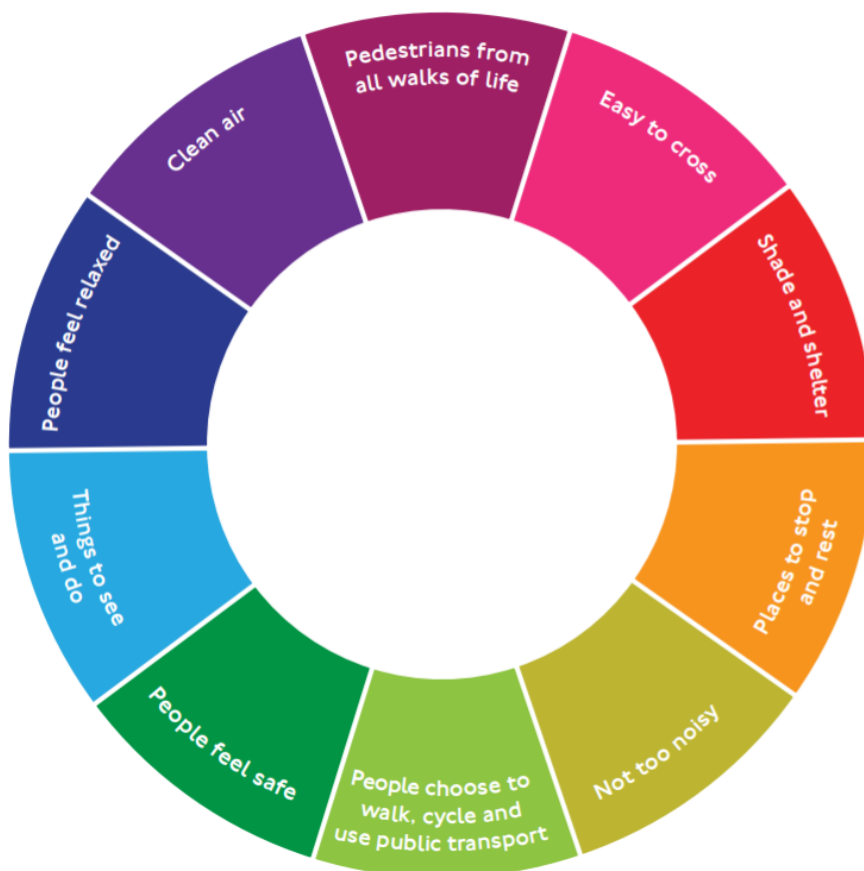 Pedestrians from
all walks of life
Easy to cross
Shade and shelter
Places to stop
and rest
Not too noisy
People choose to
walk, cycle and
use public transport
People feel safe
Things to see
and do
People feel relaxed
Clean air